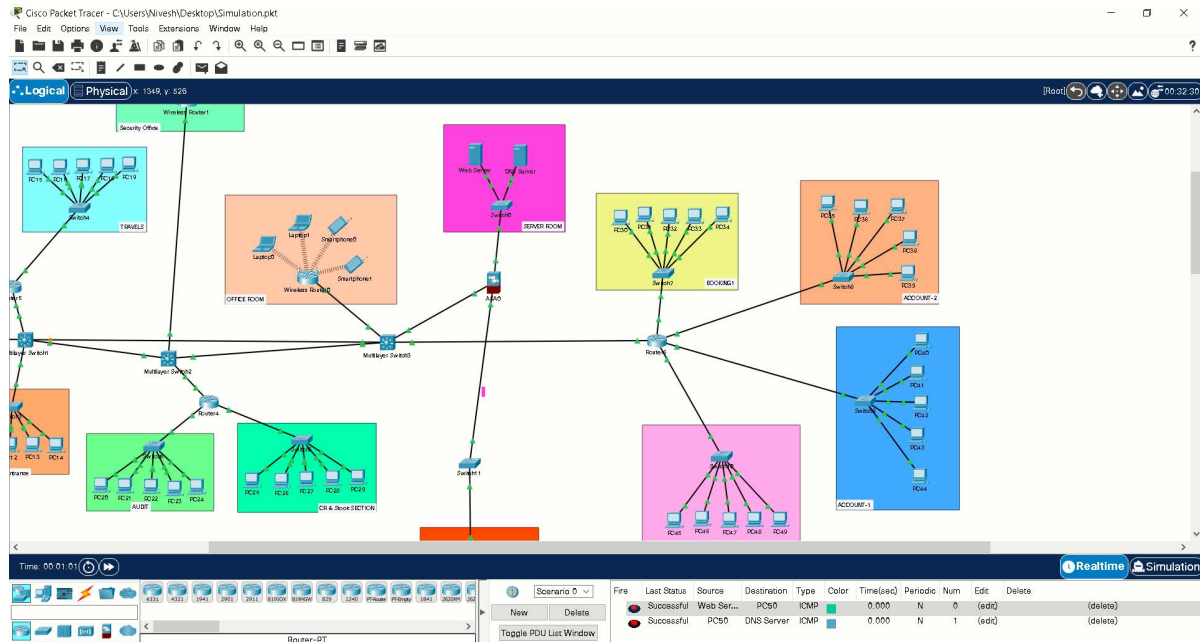 Cisco Packet Tracer - C:\Users\Nivesh\Desktop\Simulation.pkt
File Edit Options View Tools Extensions Window Help
Logical Physical x: 1349, y: 526 [Root] 00:32:30
Wireless Router1
Security Office
PC15 PC16 PC17 PC18 PC19
Switch4
TRAVELS
Web Server DNS Server
SERVER ROOM
Laptop0 Laptop1 Smartphone0 Smartphone1
Wireless Router0
OFFICE ROOM
ASA0
PC30 PC31 PC32 PC33 PC34
Switch7
BOOKING1
PC35 PC36 PC37
PC38
PC39
ACCOUNT-2
Multilayer Switch2
Multilayer Switch3
Router4
PC40
PC41
PC42
PC43
PC44
ACCOUNT-1
PC13 PC14
PC20 PC21 PC22 PC23 PC24
AUDIT
PC25 PC26 PC27 PC28 PC29
CR & Stock SECTION
Switch11
PC45 PC46 PC47 PC48 PC49
Time: 00:01:01
Realtime Simulation
4331 4321 1941 2901 2911 819IOX 819HGW 829 1240 PT-Router PT-Empty 1841 2620XM
Router-PT
Scenario 0
New Delete
Toggle PDU List Window
Fire Last Status Source Destination Type Color Time(sec) Periodic Num Edit Delete
Successful Web Ser... PC50 ICMP 0.000 N 0 (edit) (delete)
Successful PC50 DNS Server ICMP 0.000 N 1 (edit) (delete)